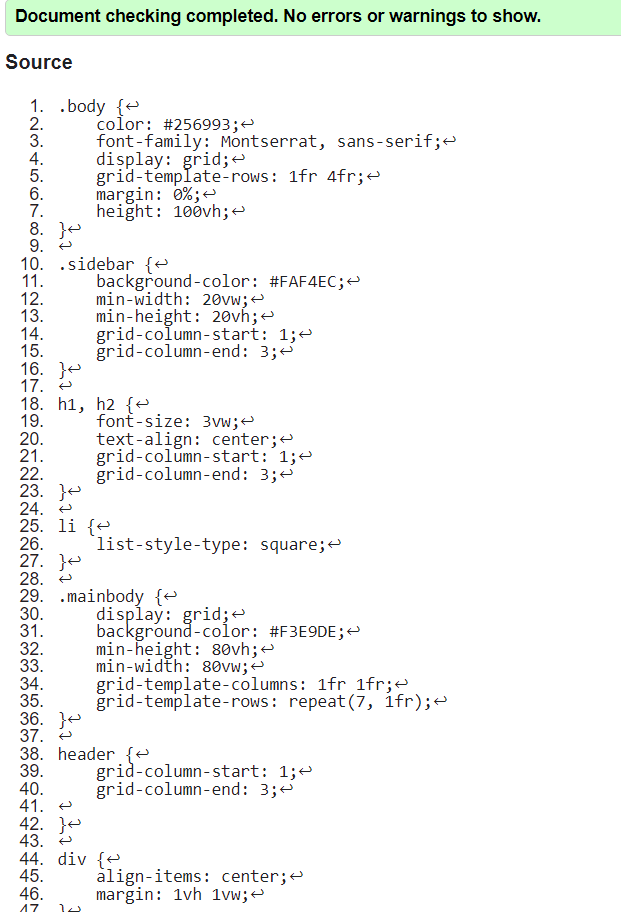 Document checking completed. No errors or warnings to show.
Source
1. .body {↩
2. color: #256993;↩
3. font-family: Montserrat, sans-serif;↩
4. display: grid;↩
5. grid-template-rows: 1fr 4fr;↩
6. margin: 0%;↩
7. height: 100vh;↩
8. }↩
9. ↩
10. .sidebar {↩
11. background-color: #FAF4EC;↩
12. min-width: 20vw;↩
13. min-height: 20vh;↩
14. grid-column-start: 1;↩
15. grid-column-end: 3;↩
16. }↩
17. ↩
18. h1, h2 {↩
19. font-size: 3vw;↩
20. text-align: center;↩
21. grid-column-start: 1;↩
22. grid-column-end: 3;↩
23. }↩
24. ↩
25. li {↩
26. list-style-type: square;↩
27. }↩
28. ↩
29. .mainbody {↩
30. display: grid;↩
31. background-color: #F3E9DE;↩
32. min-height: 80vh;↩
33. min-width: 80vw;↩
34. grid-template-columns: 1fr 1fr;↩
35. grid-template-rows: repeat(7, 1fr);↩
36. }↩
37. ↩
38. header {↩
39. grid-column-start: 1;↩
40. grid-column-end: 3;↩
41. ↩
42. }↩
43. ↩
44. div {↩
45. align-items: center;↩
46. margin: 1vh 1vw;↩
47. }↩